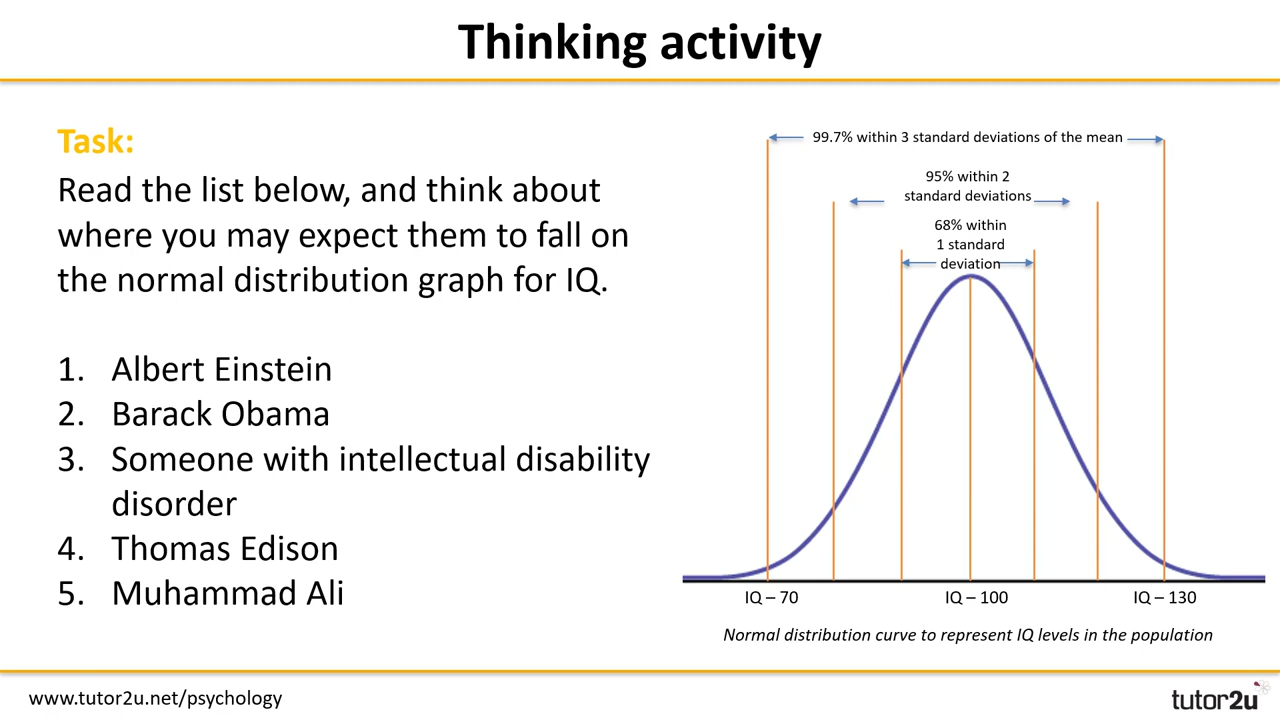 Thinking activity
Task:
Read the list below, and think about
where you may expect them to fall on
the normal distribution graph for IQ.
1. Albert Einstein
2. Barack Obama
3. Someone with intellectual disability
disorder
4. Thomas Edison
5. Muhammad Ali
99.7% within 3 standard deviations of the mean
95% within 2
standard deviations
68% within
1 standard
deviation
IQ – 70
IQ – 100
IQ – 130
Normal distribution curve to represent IQ levels in the population
www.tutor2u.net/psychology
tutor2u